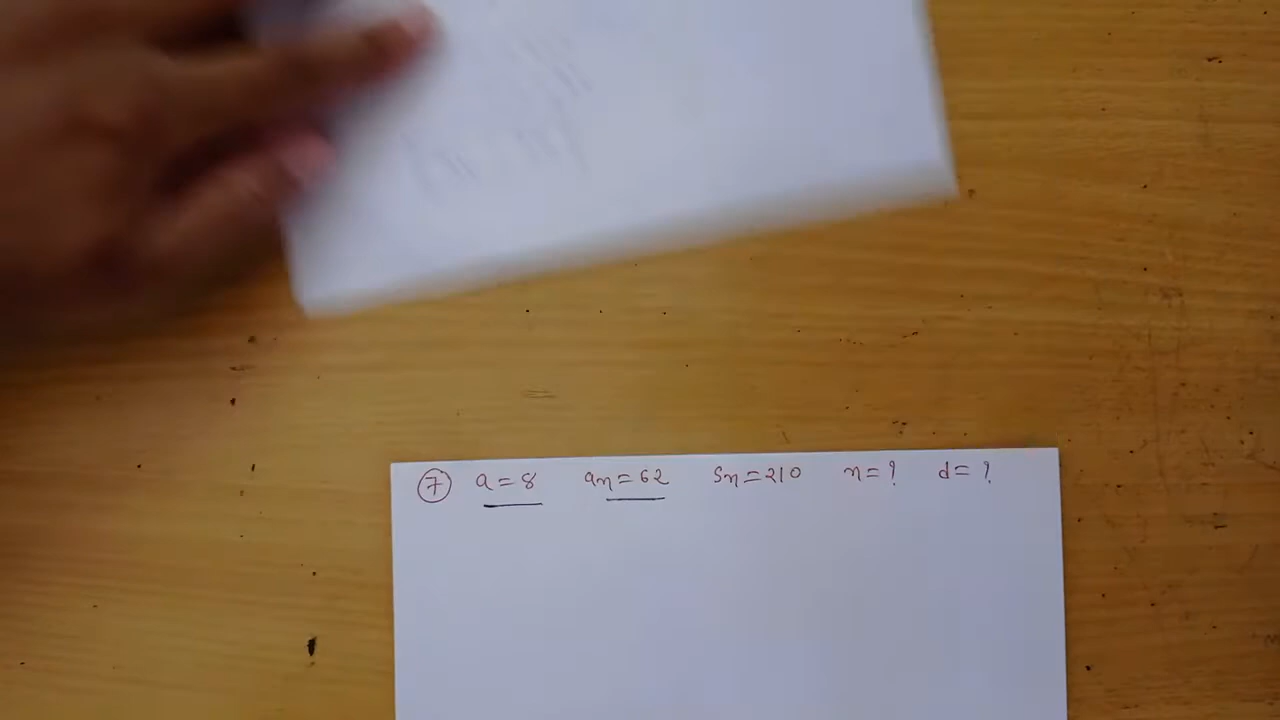 ⑦ a = 8 an = 62 Sn = 210 n = ? d = ?